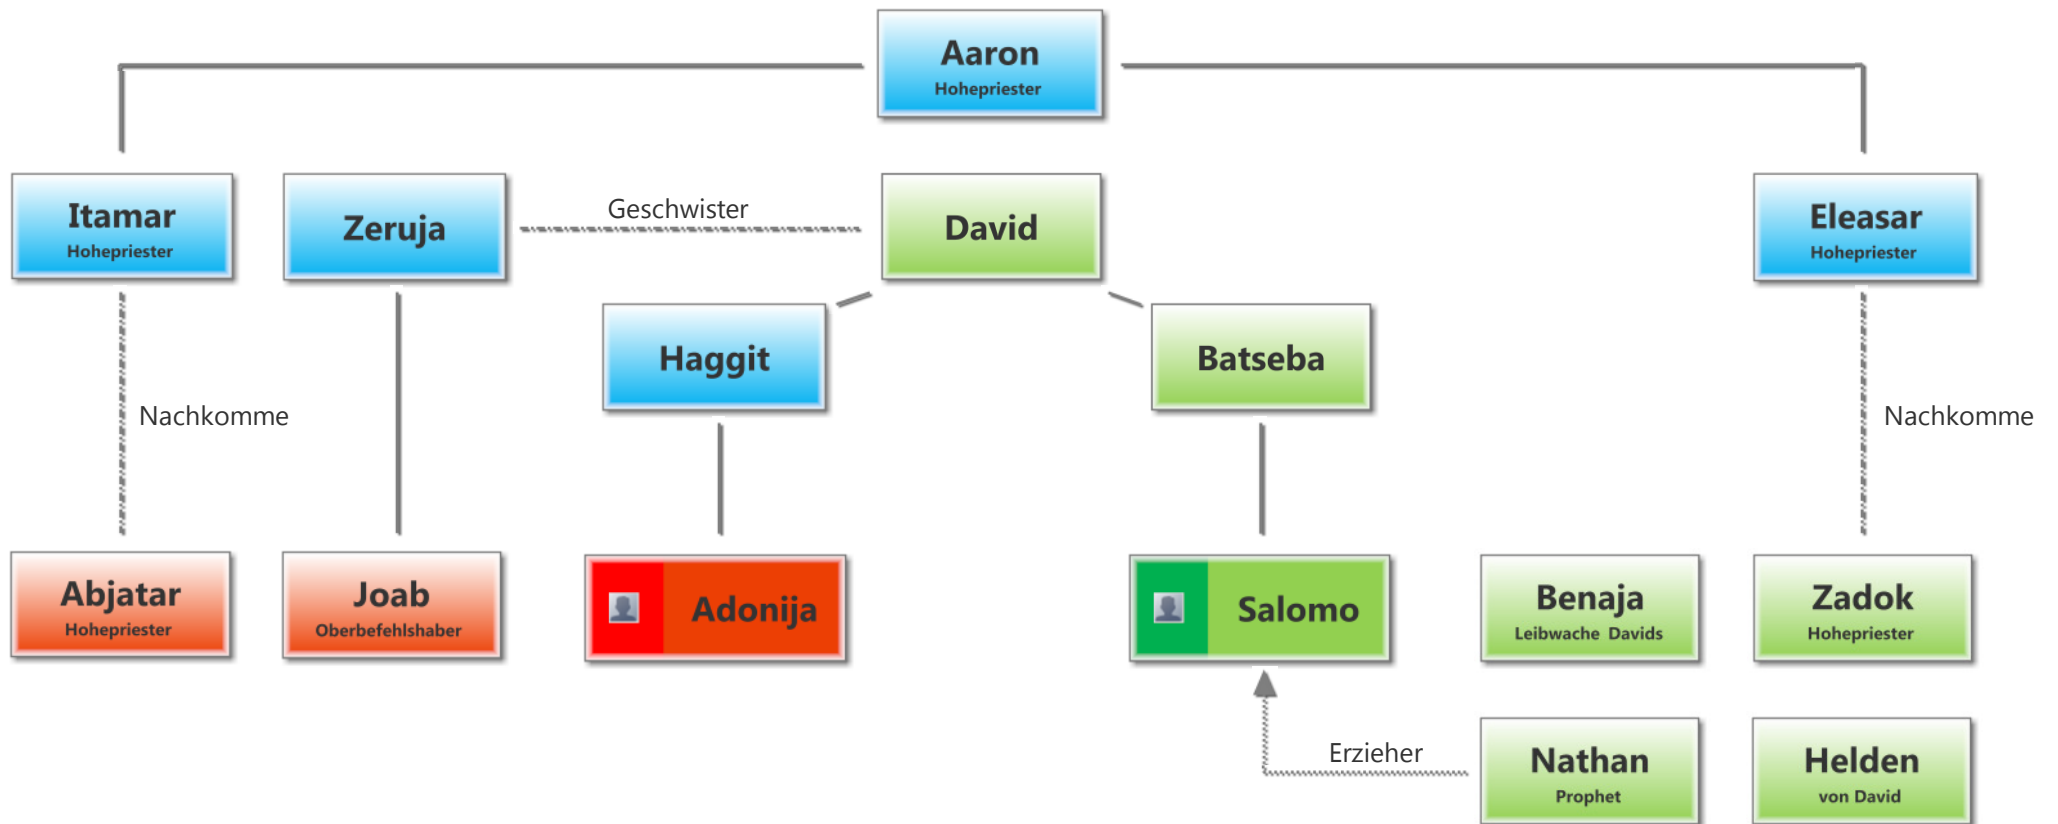 Aaron
Hohepriester
Itamar
Hohepriester
Zeruja
Geschwister
David
Eleasar
Hohepriester
Haggit
Batseba
Nachkomme
Nachkomme
Abjatar
Hohepriester
Joab
Oberbefehlshaber
Adonija
Salomo
Benaja
Leibwache Davids
Zadok
Hohepriester
Erzieher
Nathan
Prophet
Helden
von David